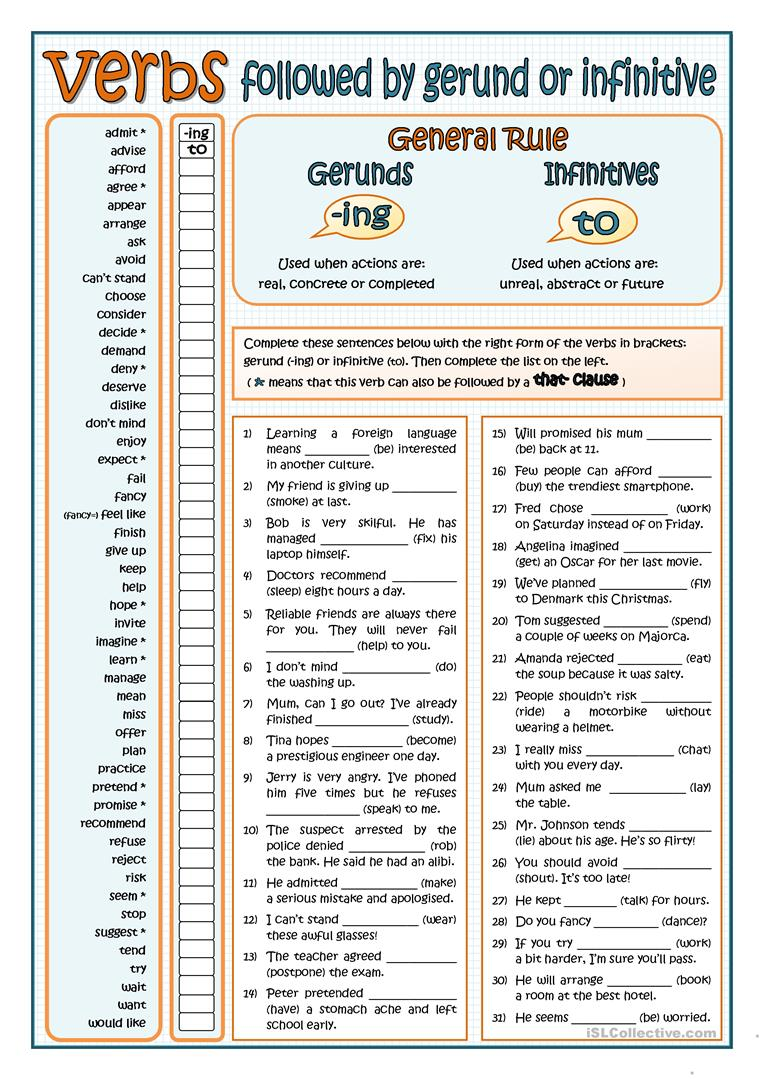 Verbs followed by gerund or infinitive
admit *
advise
afford
agree *
appear
arrange
ask
avoid
can't stand
choose
consider
decide *
demand
deny *
deserve
dislike
don't mind
enjoy
expect *
fail
fancy
(fancy=) feel like
finish
give up
keep
help
hope *
invite
imagine *
learn *
manage
mean
miss
offer
plan
practice
pretend *
promise *
recommend
refuse
reject
risk
seem *
stop
suggest *
tend
try
wait
want
would like
-ing
to
General Rule
Gerunds
-ing
Used when actions are:
real, concrete or completed
Infinitives
to
Used when actions are:
unreal, abstract or future
Complete these sentences below with the right form of the verbs in brackets:
gerund (-ing) or infinitive (to). Then complete the list on the left.
( * means that this verb can also be followed by a that- clause )
1) Learning a foreign language
means __________ (be) interested
in another culture.
2) My friend is giving up __________
(smoke) at last.
3) Bob is very skilful. He has
managed __________ (fix) his
laptop himself.
4) Doctors recommend __________
(sleep) eight hours a day.
5) Reliable friends are always there
for you. They will never fail
__________ (help) to you.
6) I don't mind __________ (do)
the washing up.
7) Mum, can I go out? I've already
finished __________ (study).
8) Tina hopes __________ (become)
a prestigious engineer one day.
9) Jerry is very angry. I've phoned
him five times but he refuses
__________ (speak) to me.
10) The suspect arrested by the
police denied __________ (rob)
the bank. He said he had an alibi.
11) He admitted __________ (make)
a serious mistake and apologised.
12) I can't stand __________ (wear)
these awful glasses!
13) The teacher agreed __________
(postpone) the exam.
14) Peter pretended __________
(have) a stomach ache and left
school early.
15) Will promised his mum __________
(be) back at 11.
16) Few people can afford __________
(buy) the trendiest smartphone.
17) Fred chose __________ (work)
on Saturday instead of on Friday.
18) Angelina imagined __________
(get) an Oscar for her last movie.
19) We've planned __________ (fly)
to Denmark this Christmas.
20) Tom suggested __________ (spend)
a couple of weeks on Majorca.
21) Amanda rejected __________ (eat)
the soup because it was salty.
22) People shouldn't risk __________
(ride) a motorbike without
wearing a helmet.
23) I really miss __________ (chat)
with you every day.
24) Mum asked me __________ (lay)
the table.
25) Mr. Johnson tends __________
(lie) about his age. He's so flirty!
26) You should avoid __________
(shout). It's too late!
27) He kept __________ (talk) for hours.
28) Do you fancy __________ (dance)?
29) If you try __________ (work)
a bit harder, I'm sure you'll pass.
30) He will arrange __________ (book)
a room at the best hotel.
31) He seems __________ (be) worried.
iSLCollective.com